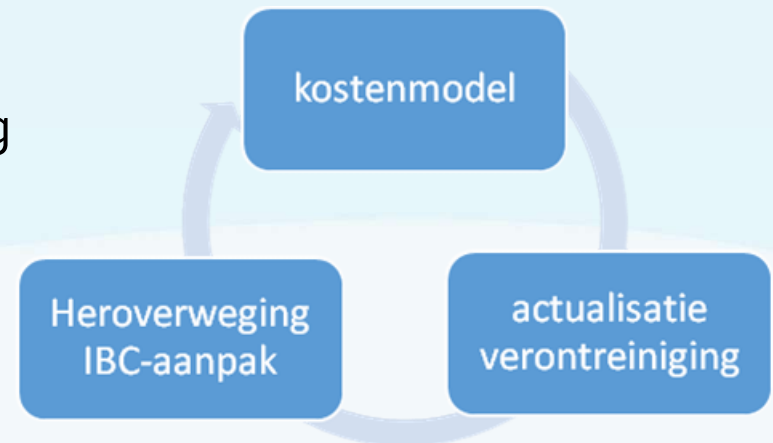 kostenmodel
g
Heroverweging
IBC-aanpak
actualisatie
verontreiniging